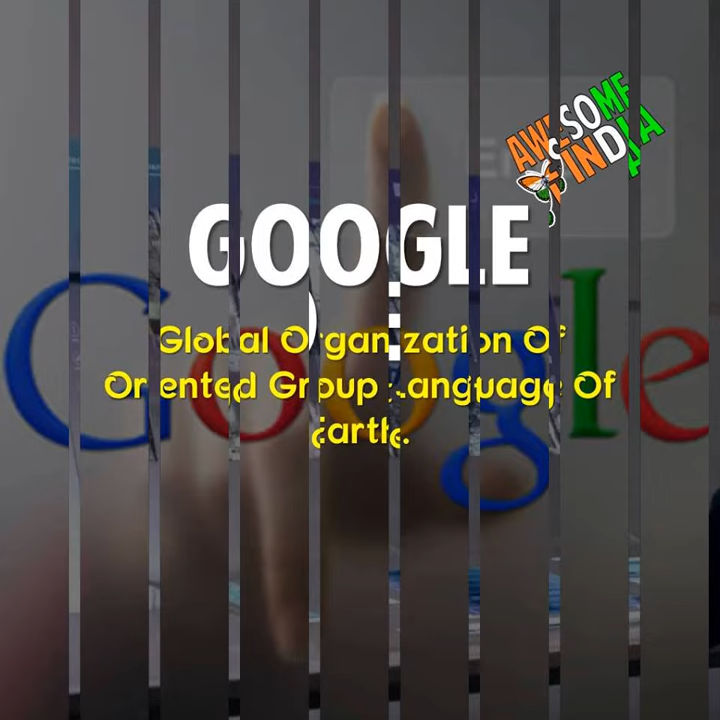 AWESOME
INDIA
GOOGLE
Global Organization Of
Oriented Group Language Of
Earth.
Google